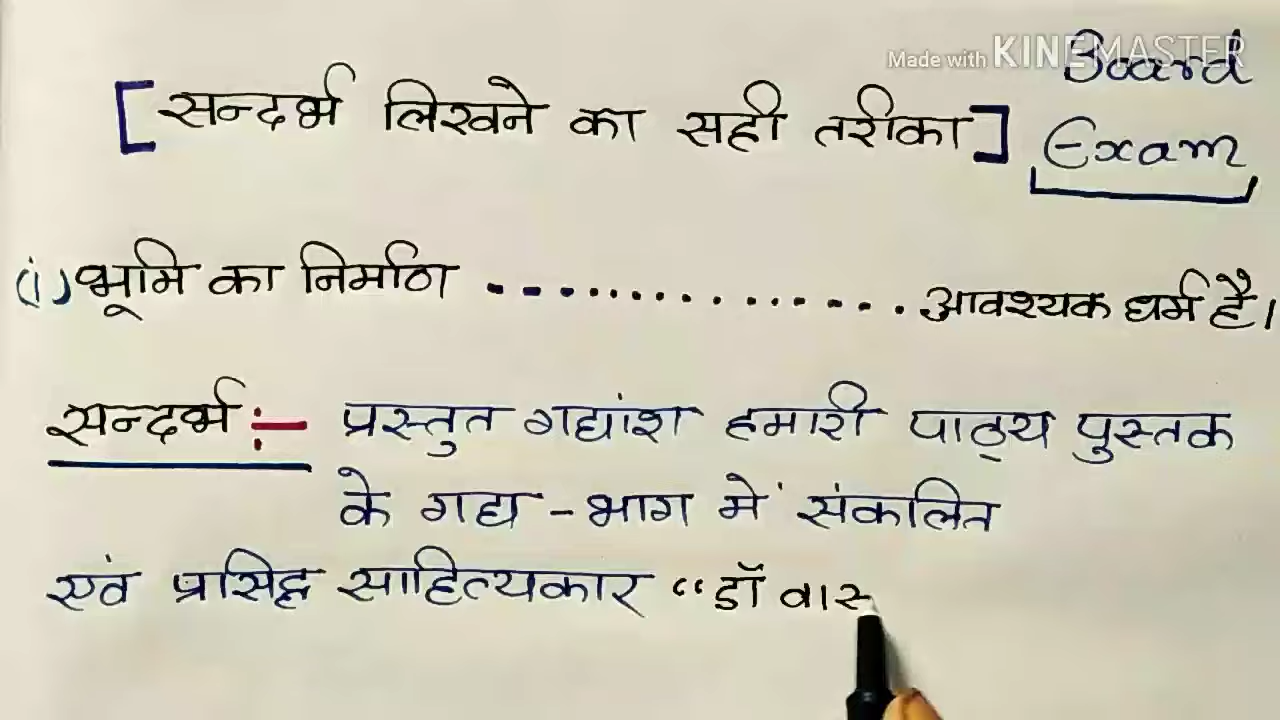 Made with KINEMASTER
[सन्दर्भ लिखने का सही तरीका] Board
Exam
(i) भूमि का निर्माण ................ आवश्यक धर्म है।
सन्दर्भ :- प्रस्तुत गद्यांश हमारी पाठ्य पुस्तक
के गद्य - भाग में संकलित
एवं प्रसिद्ध साहित्यकार “डॉ वास